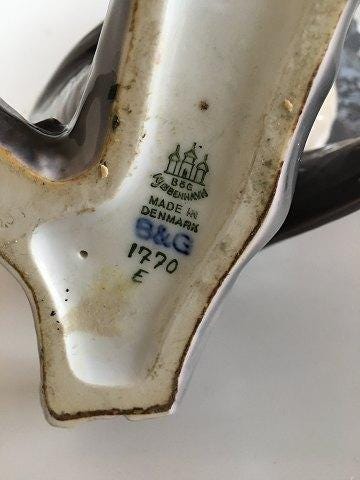 B&G
KJØBENHAVN
MADE IN
DENMARK
B&G
1770
E